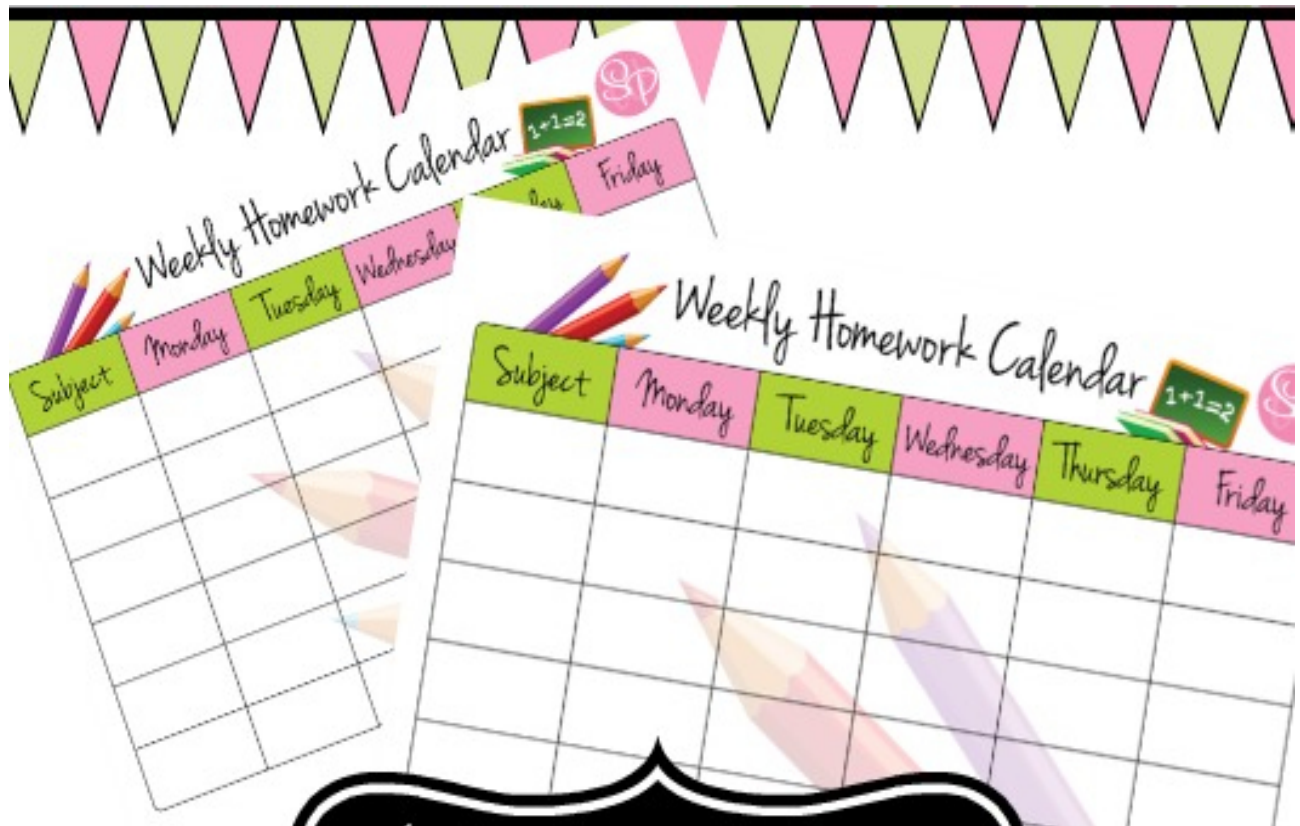 Weekly Homework Calendar
1+1=2
SP
Subject Monday Tuesday Wednesday Friday
Weekly Homework Calendar
1+1=2
Subject Monday Tuesday Wednesday Thursday Friday